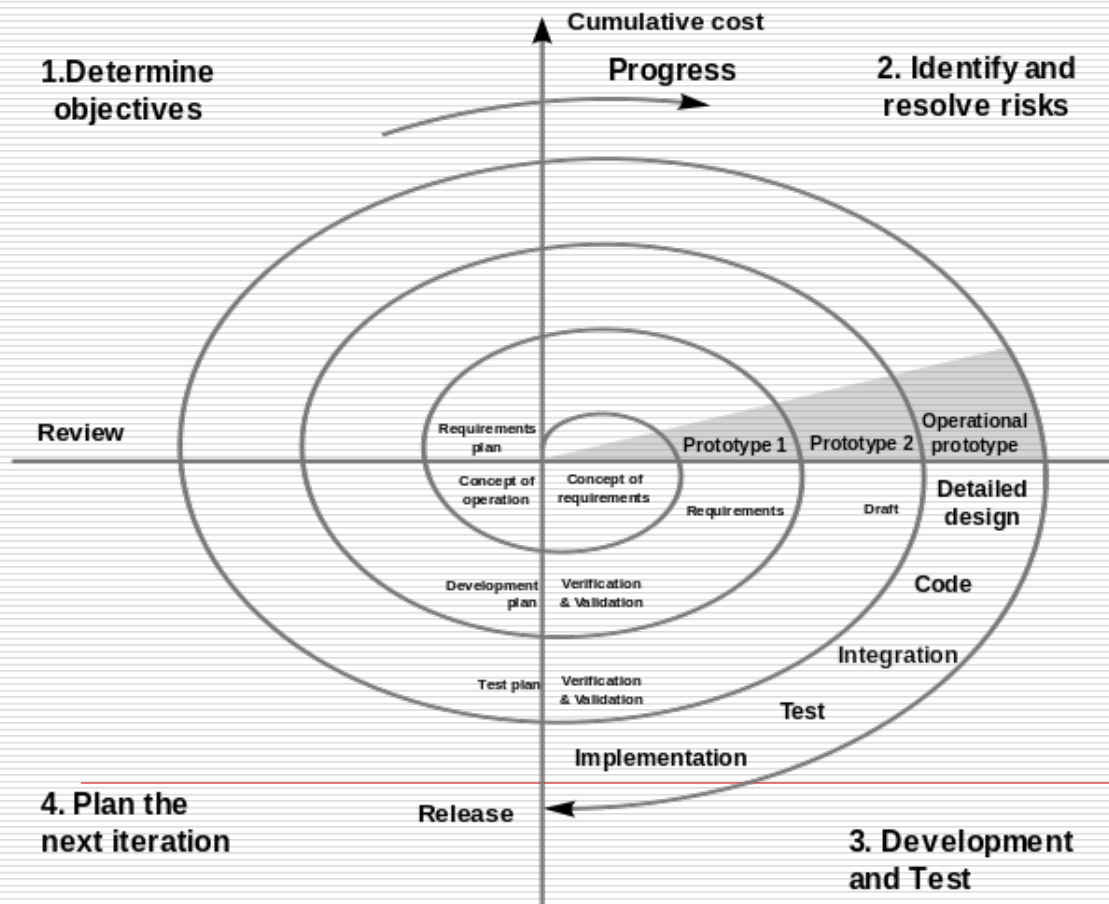 Cumulative cost
1.Determine
objectives
Progress
2. Identify and
resolve risks
Review
Requirements
plan
Prototype 1
Prototype 2
Operational
prototype
Concept of
operation
Concept of
requirements
Requirements
Draft
Detailed
design
Development
plan
Verification
& Validation
Code
Integration
Test plan
Verification
& Validation
Test
Implementation
4. Plan the
next iteration
Release
3. Development
and Test